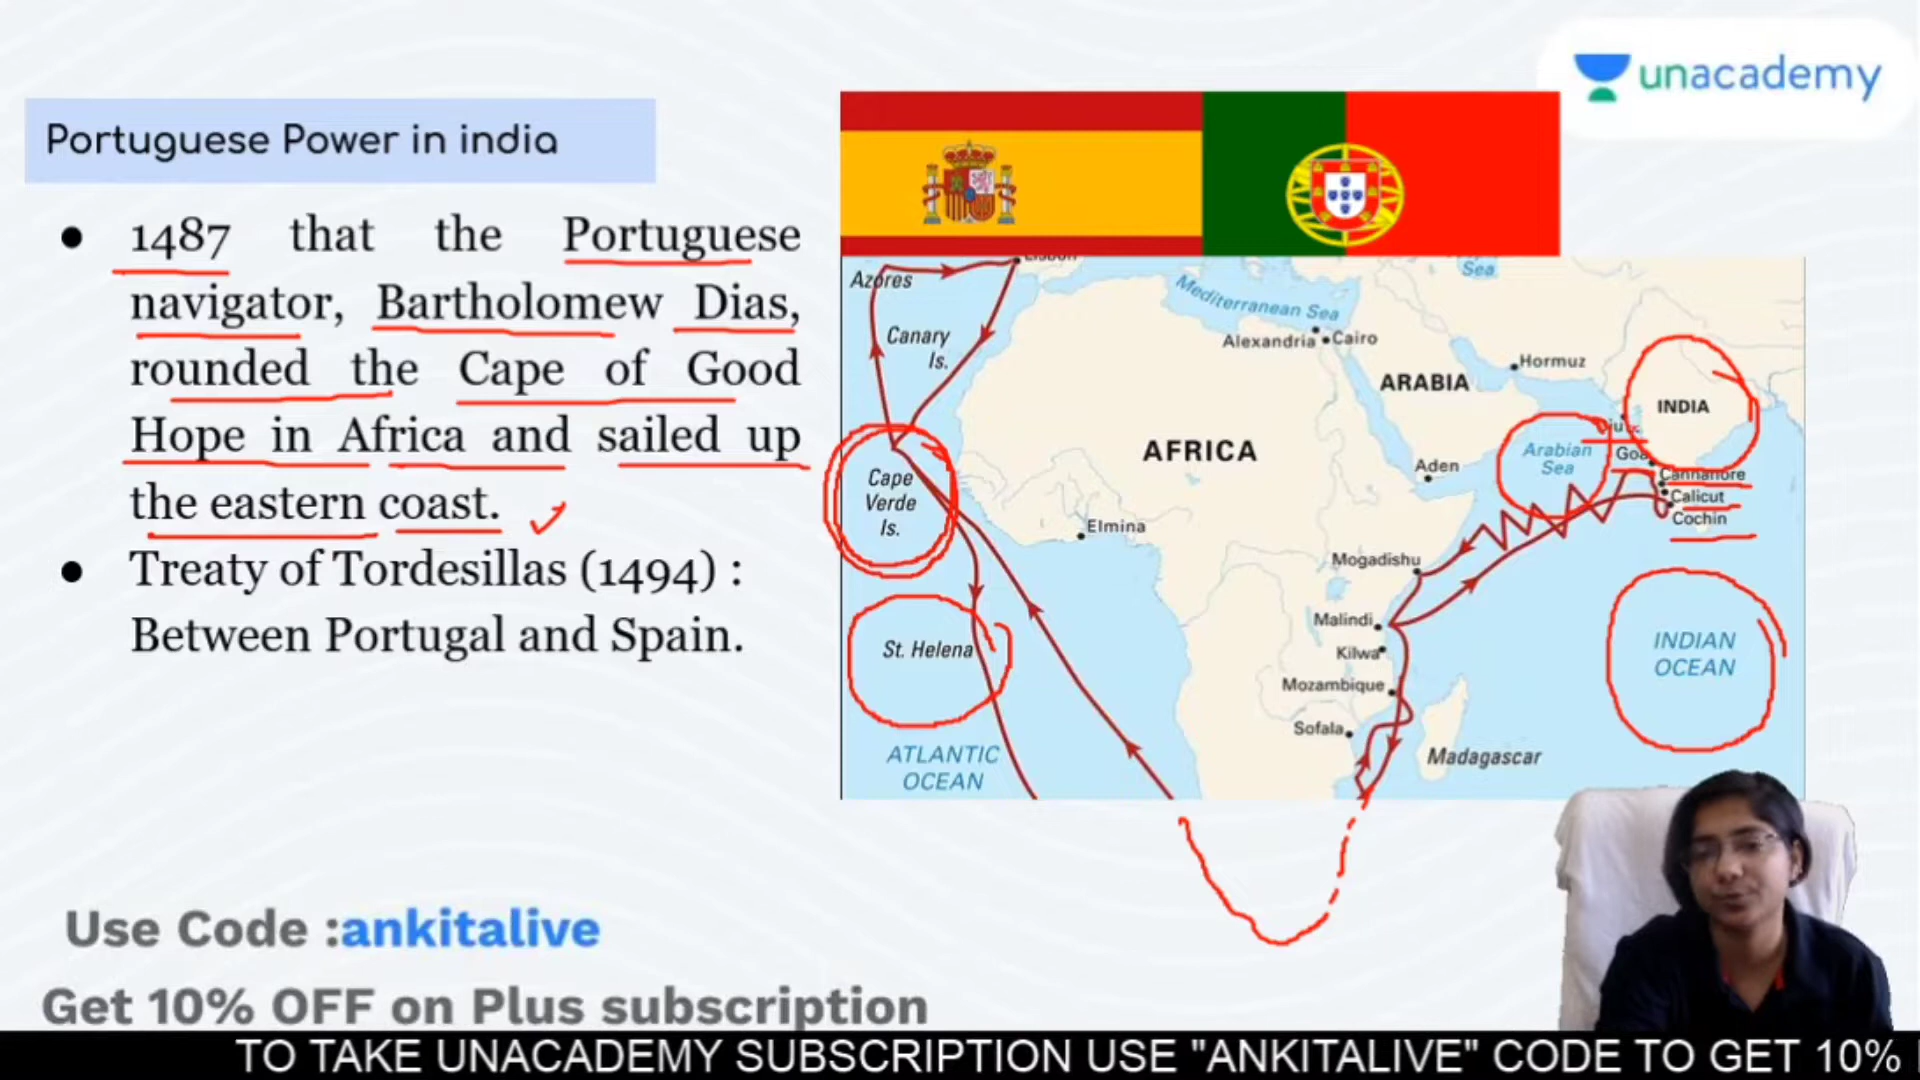 unacademy
Portuguese Power in india
● 1487 that the Portuguese
navigator, Bartholomew Dias,
rounded the Cape of Good
Hope in Africa and sailed up
the eastern coast.
● Treaty of Tordesillas (1494) :
Between Portugal and Spain.
Lisbon
Azores
Sea
Mediterranean Sea
Canary
Is.
Alexandria
Cairo
Hormuz
ARABIA
INDIA
AFRICA
Arabian
Sea
Goa
Aden
Cannanore
Calicut
Cochin
Cape
Verde
Is.
Elmina
Mogadishu
Malindi
St. Helena
Kilwa
INDIAN
OCEAN
Mozambique
Sofala
Madagascar
ATLANTIC
OCEAN
Use Code :ankitalive
Get 10% OFF on Plus subscription
TO TAKE UNACADEMY SUBSCRIPTION USE "ANKITALIVE" CODE TO GET 10%